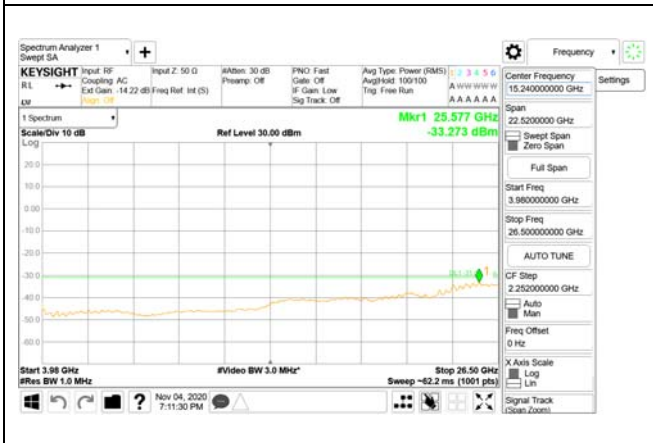 Spectrum Analyzer 1
Swept SA
+
Frequency
KEYSIGHT
Input: RF
Coupling: AC
Ext Gain: -14.22 dB
Align: Off
Input Z: 50 Ω
Freq Ref: Int (S)
#Atten: 30 dB
Preamp: Off
PNO: Fast
Gate: Off
IF Gain: Low
Sig Track: Off
Avg Type: Power (RMS)
Avg|Hold: 100/100
Trig: Free Run
1 2 3 4 5 6
A W W W W W
A A A A A A
RL
1 Spectrum
Scale/Div 10 dB
Log
Ref Level 30.00 dBm
Mkr1 25.577 GHz
-33.273 dBm
20.0
10.0
0.00
-10.0
-20.0
-30.0
-40.0
-50.0
-60.0
1
Start 3.98 GHz
#Res BW 1.0 MHz
#Video BW 3.0 MHz*
Stop 26.50 GHz
Sweep ~62.2 ms (1001 pts)
?
Nov 04, 2020
7:11:30 PM
Center Frequency
15.240000000 GHz
Settings
Span
22.5200000 GHz
Swept Span
Zero Span
Full Span
Start Freq
3.980000000 GHz
Stop Freq
26.500000000 GHz
AUTO TUNE
CF Step
2.252000000 GHz
Auto
Man
Freq Offset
0 Hz
X Axis Scale
Log
Lin
Signal Track
(Span Zoom)